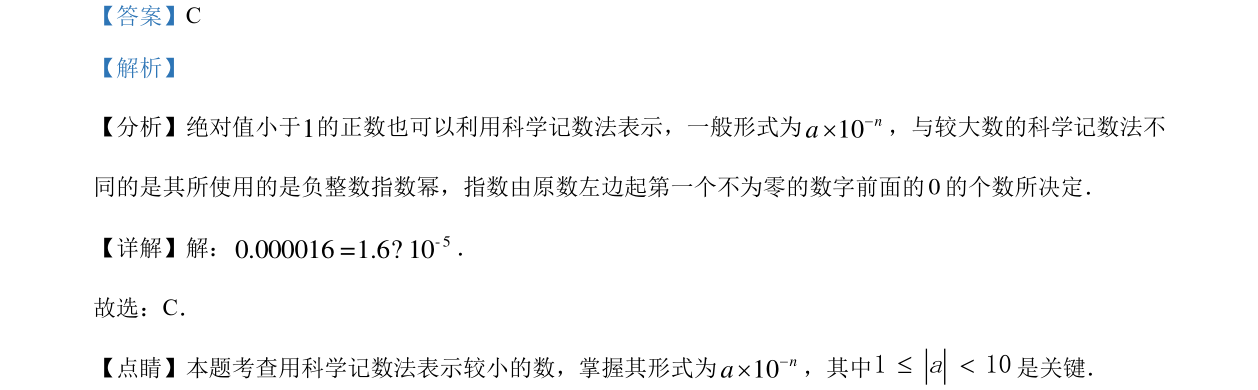 【答案】C
【解析】
【分析】绝对值小于1的正数也可以利用科学记数法表示，一般形式为a×10⁻ⁿ，与较大数的科学记数法不
同的是其所使用的是负整数指数幂，指数由原数左边起第一个不为零的数字前面的0的个数所决定．
【详解】解：0.000016=1.6? 10⁻⁵．
故选：C．
【点睛】本题考查用科学记数法表示较小的数，掌握其形式为a×10⁻ⁿ，其中1 ≤ |a| < 10是关键．